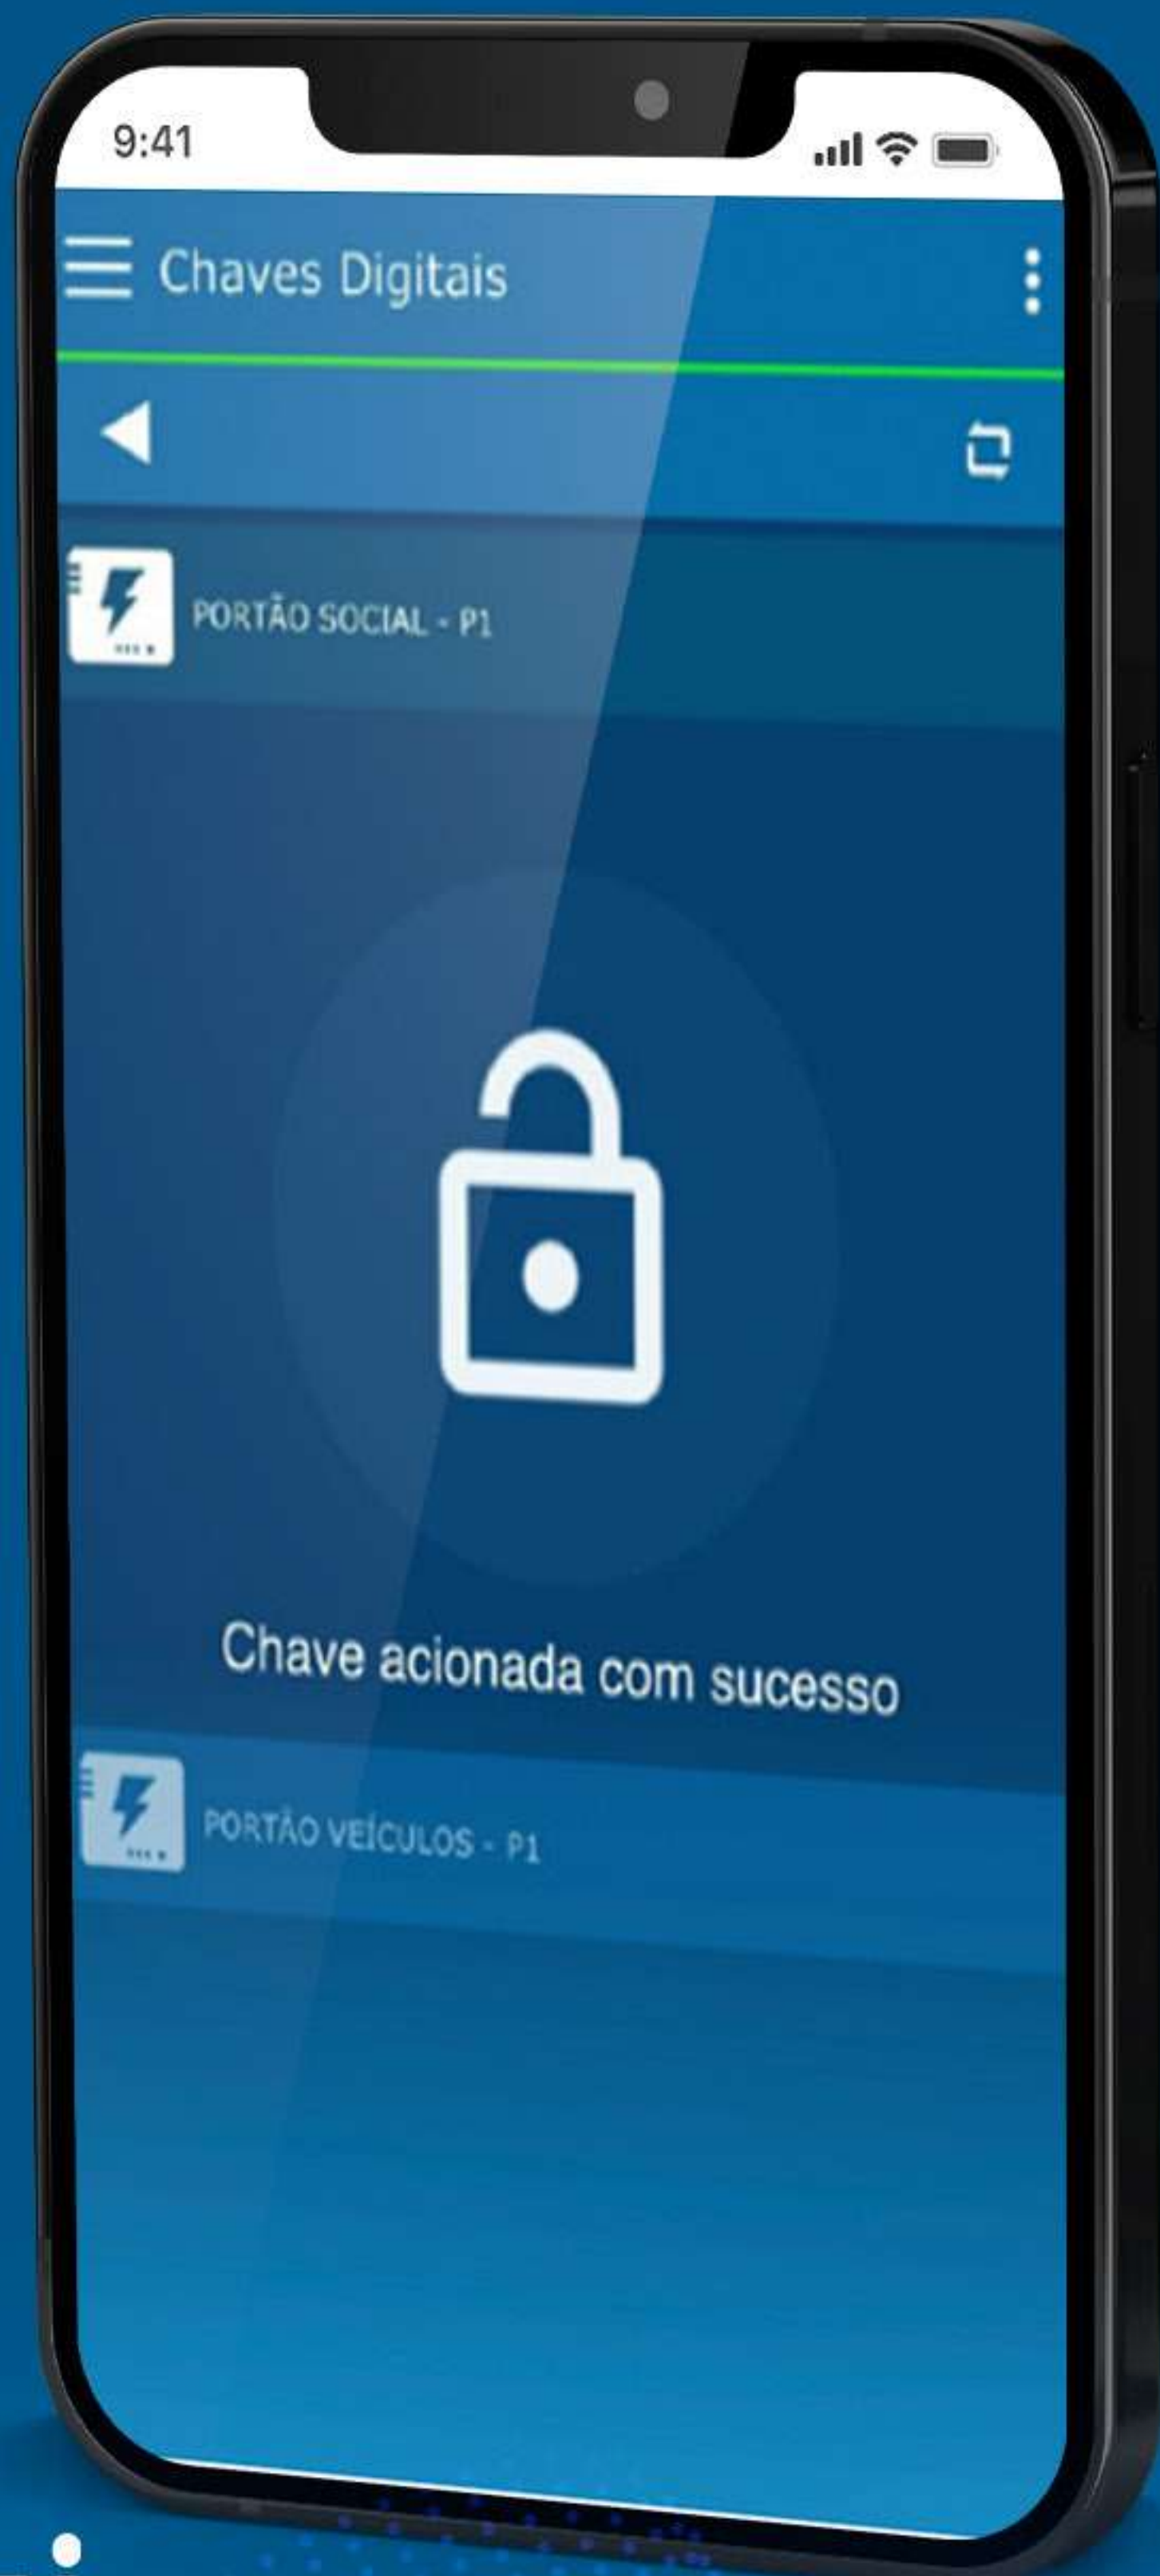 9:41
Chaves Digitais
PORTÃO SOCIAL - P1
Chave acionada com sucesso
PORTÃO VEÍCULOS - P1